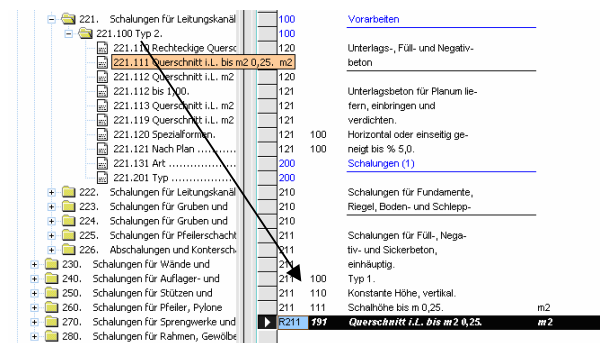 221. Schalungen für Leitungskanäl
221.100 Typ 2.
221.110 Rechteckige Quersc
221.111 Querschnitt i.L. bis m2 0,25. m2
221.112 Querschnitt i.L. m2
221.112 bis 1,00.
221.113 Querschnitt i.L. m2
221.119 Querschnitt i.L. m2
221.120 Spezialformen.
221.121 Nach Plan
221.131 Art
221.201 Typ
222. Schalungen für Leitungskanäl
223. Schalungen für Gruben und
224. Schalungen für Gruben und
225. Schalungen für Pfeilerschacht
226. Abschalungen und Kontersch
230. Schalungen für Wände und
240. Schalungen für Auflager- und
250. Schalungen für Stützen und
260. Schalungen für Pfeiler, Pylone
270. Schalungen für Sprengwerke und
280. Schalungen für Rahmen, Gewölbe
100 Vorarbeiten
100
120 Unterlags-, Füll- und Negativ-
120 beton
120
121 Unterlagsbeton für Planum lie-
121 fern, einbringen und
121 verdichten.
121 100 Horizontal oder einseitig ge-
121 100 neigt bis % 5,0.
200 Schalungen (1)
200
210 Schalungen für Fundamente,
210 Riegel, Boden- und Schlepp-
210
211 Schalungen für Füll-, Nega-
211 tiv- und Sickerbeton,
211 einhäuptig.
211 100 Typ 1.
211 110 Konstante Höhe, vertikal.
211 111 Schalhöhe bis m 0,25. m2
R211 191 Querschnitt i.L. bis m2 0,25. m2